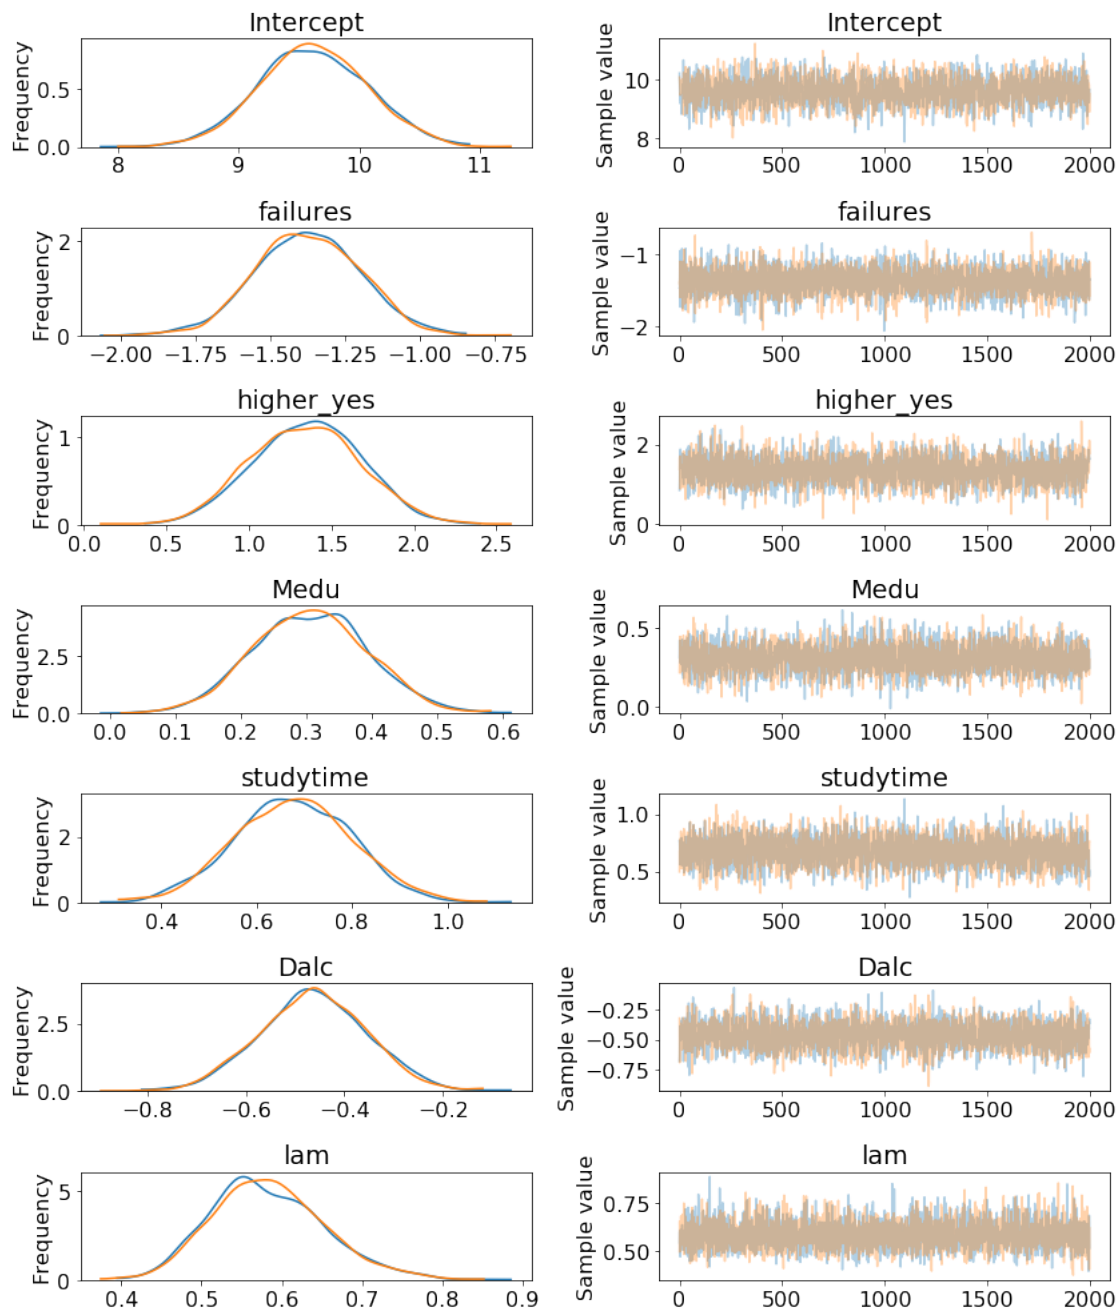 Intercept
Frequency
0.5
0.0
8 9 10 11
Intercept
Sample value
10
8
0 500 1000 1500 2000
failures
Frequency
2
0
−2.00 −1.75 −1.50 −1.25 −1.00 −0.75
failures
Sample value
−1
−2
0 500 1000 1500 2000
higher_yes
Frequency
1
0
0.0 0.5 1.0 1.5 2.0 2.5
higher_yes
Sample value
2
0
0 500 1000 1500 2000
Medu
Frequency
2.5
0.0
0.0 0.1 0.2 0.3 0.4 0.5 0.6
Medu
Sample value
0.5
0.0
0 500 1000 1500 2000
studytime
Frequency
2
0
0.4 0.6 0.8 1.0
studytime
Sample value
1.0
0.5
0 500 1000 1500 2000
Dalc
Frequency
2.5
0.0
−0.8 −0.6 −0.4 −0.2
Dalc
Sample value
−0.25
−0.50
−0.75
0 500 1000 1500 2000
lam
Frequency
5
0
0.4 0.5 0.6 0.7 0.8 0.9
lam
Sample value
0.75
0.50
0 500 1000 1500 2000